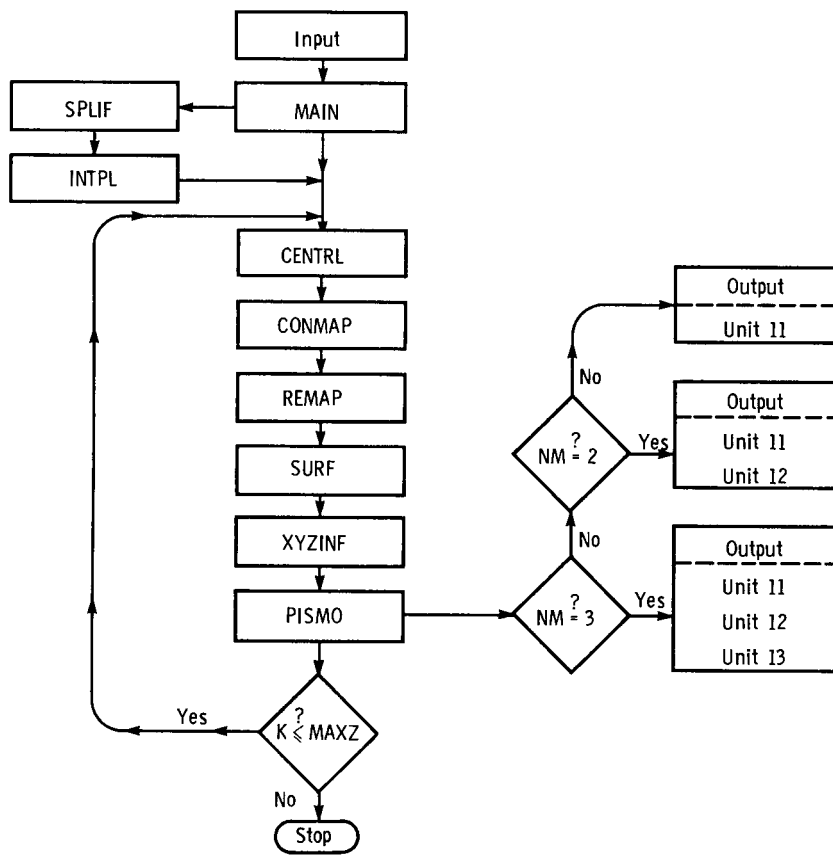 Input
MAIN
SPLIF
INTPL
CENTRL
CONMAP
REMAP
SURF
XYZINF
PISMO
?
K ⩽ MAXZ
Yes
No
Stop
?
NM = 3
Yes
No
?
NM = 2
Yes
No
Output
Unit 11
Output
Unit 11
Unit 12
Output
Unit 11
Unit 12
Unit 13